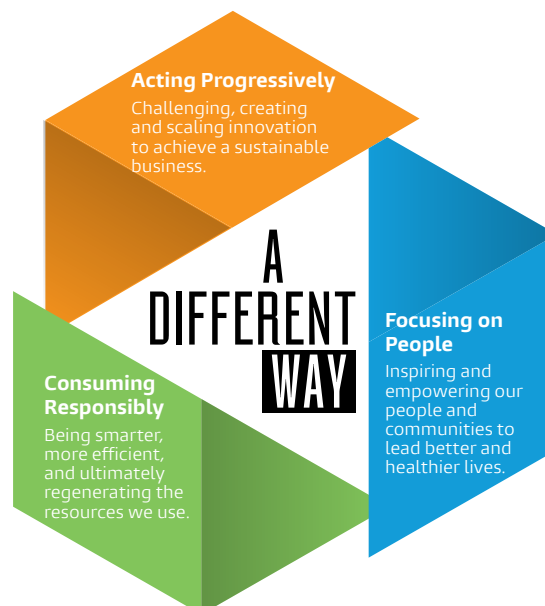 Acting Progressively
Challenging, creating
and scaling innovation
to achieve a sustainable
business.
A
DIFFERENT
WAY
Focusing on
People
Inspiring and
empowering our
people and
communities to
lead better and
healthier lives.
Consuming
Responsibly
Being smarter,
more efficient,
and ultimately
regenerating the
resources we use.